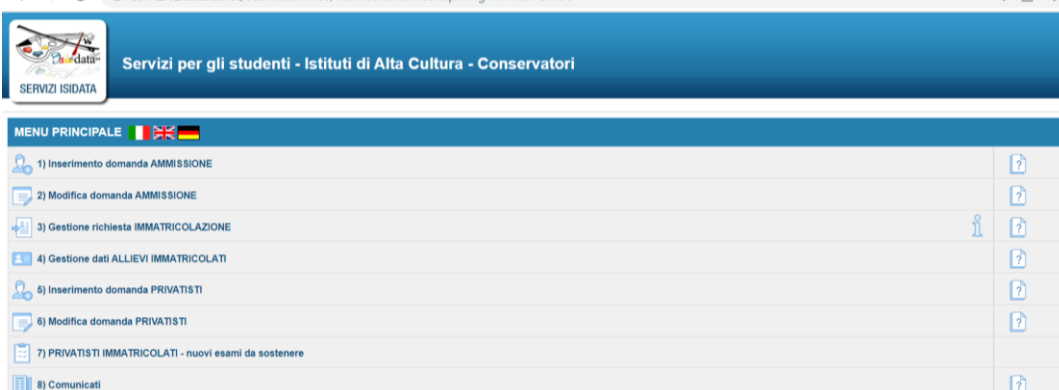 Isidata
SERVIZI ISIDATA
Servizi per gli studenti - Istituti di Alta Cultura - Conservatori
MENU PRINCIPALE
1) Inserimento domanda AMMISSIONE
2) Modifica domanda AMMISSIONE
3) Gestione richiesta IMMATRICOLAZIONE
4) Gestione dati ALLIEVI IMMATRICOLATI
5) Inserimento domanda PRIVATISTI
6) Modifica domanda PRIVATISTI
7) PRIVATISTI IMMATRICOLATI - nuovi esami da sostenere
8) Comunicati